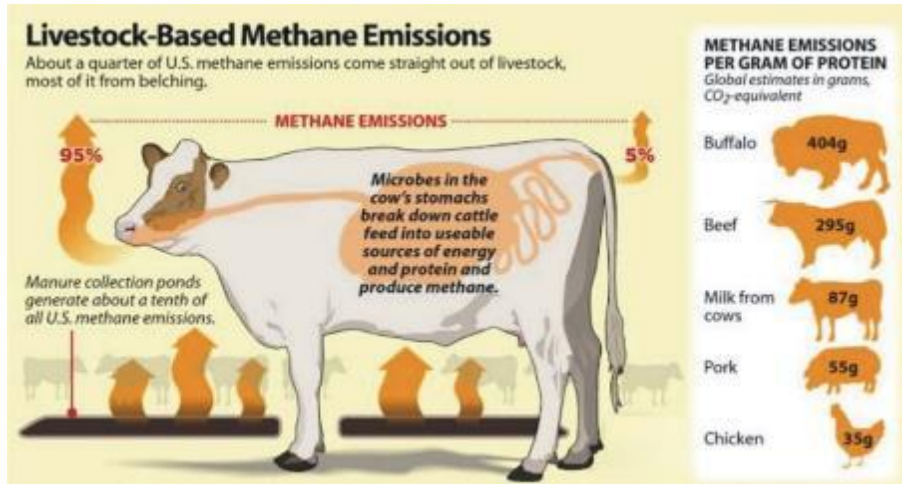 Livestock-Based Methane Emissions
About a quarter of U.S. methane emissions come straight out of livestock,
most of it from belching.
METHANE EMISSIONS
95%
5%
Microbes in the
cow's stomachs
break down cattle
feed into useable
sources of energy
and protein and
produce methane.
Manure collection ponds
generate about a tenth of
all U.S. methane emissions.
METHANE EMISSIONS
PER GRAM OF PROTEIN
Global estimates in grams,
CO2-equivalent
Buffalo 404g
Beef 295g
Milk from 87g
cows
Pork 55g
Chicken 35g